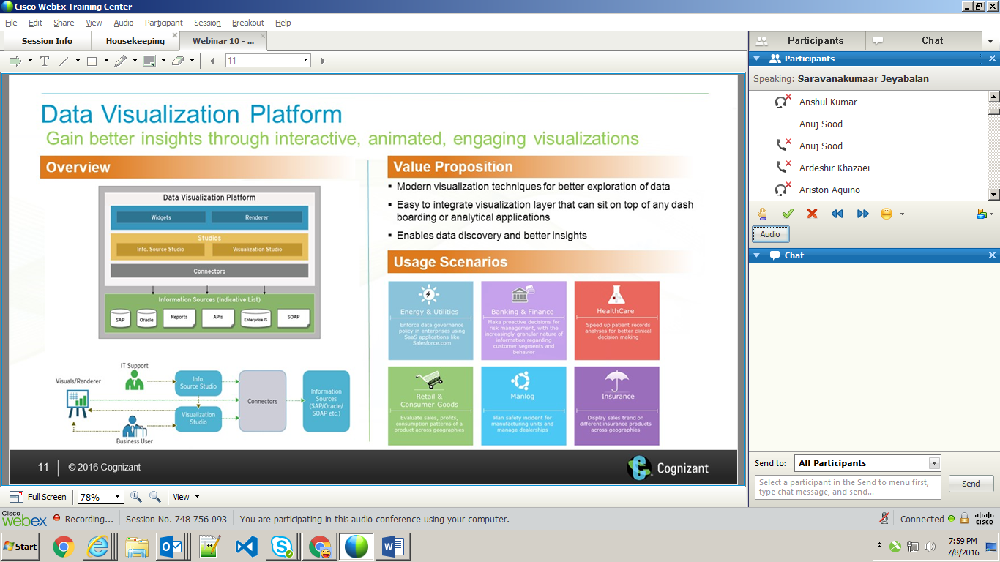 Cisco WebEx Training Center
File Edit Share View Audio Participant Session Breakout Help
Session Info
Housekeeping
Webinar 10 - ...
11
Data Visualization Platform
Gain better insights through interactive, animated, engaging visualizations
Overview
Data Visualization Platform
Widgets
Renderer
Studios
Info. Source Studio
Visualization Studio
Connectors
Information Sources (Indicative List)
SAP
Oracle
Reports
APIs
Enterprise IS
SOAP
IT Support
Visuals/Renderer
Info.
Source Studio
Visualization
Studio
Business User
Connectors
Information
Sources
(SAP/Oracle/
SOAP etc.)
Value Proposition
▪ Modern visualization techniques for better exploration of data
▪ Easy to integrate visualization layer that can sit on top of any dash
boarding or analytical applications
▪ Enables data discovery and better insights
Usage Scenarios
Energy & Utilities
Enforce data governance
policy in enterprises using
SaaS applications like
Salesforce.com
Banking & Finance
Make proactive decisions for
risk management, with the
increasingly granular nature of
information regarding
customer segments and
behavior
HealthCare
Speed up patient records
analyses for better clinical
decision making
Retail &
Consumer Goods
Evaluate sales, profits,
consumption patterns of a
product across geographies
Manlog
Plan safety incident for
manufacturing units and
manage dealerships
Insurance
Display sales trend on
different insurance products
across geographies
11
© 2016 Cognizant
Cognizant
Participants
Chat
Participants
Speaking: Saravanakumaar Jeyabalan
Anshul Kumar
Anuj Sood
Anuj Sood
Ardeshir Khazaei
Ariston Aquino
Audio
Chat
Send to: All Participants
Select a participant in the Send to menu first,
type chat message, and send...
Send
Full Screen 78% View
Cisco
webex
Recording...
Session No. 748 756 093
You are participating in this audio conference using your computer.
Connected
CISCO
Start
7:59 PM
7/8/2016